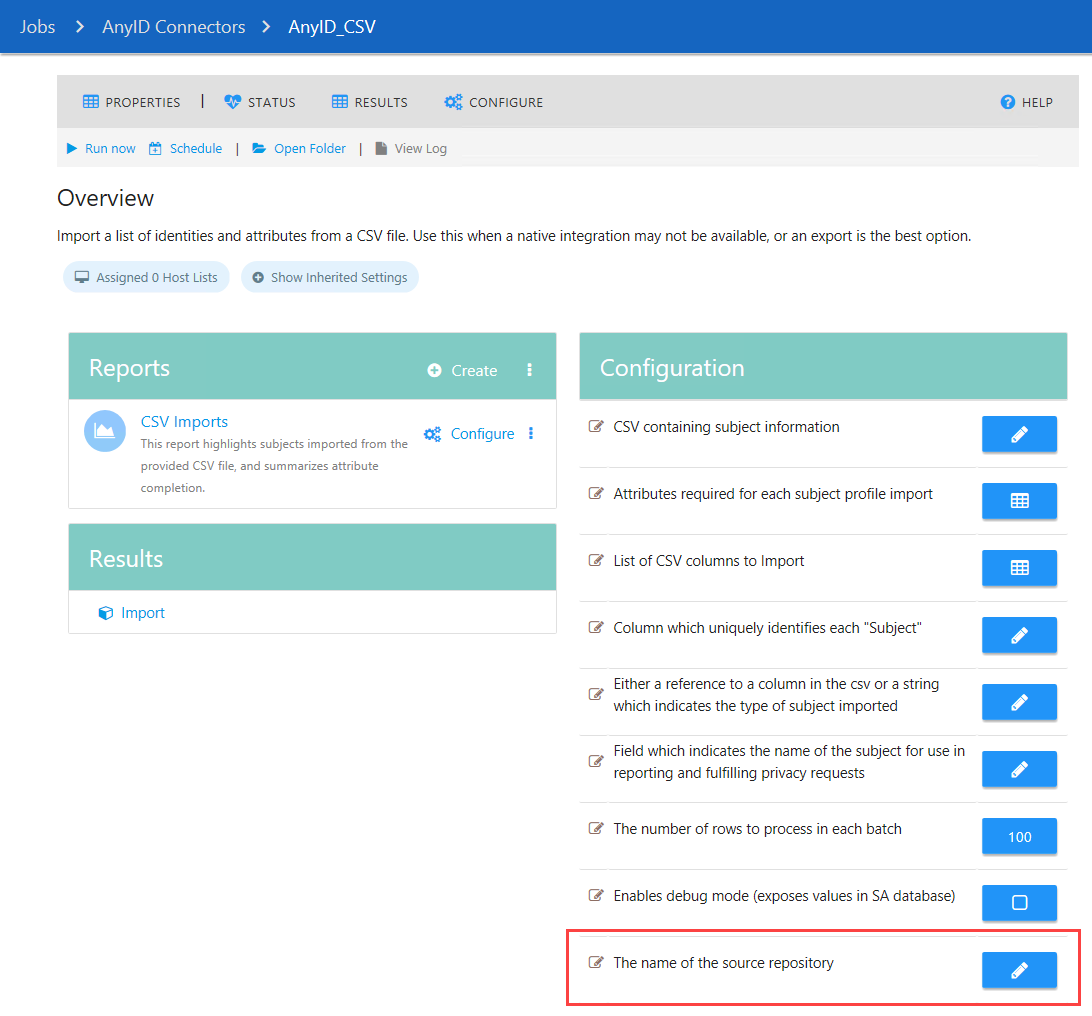 Jobs > AnyID Connectors > AnyID_CSV
PROPERTIES | STATUS RESULTS CONFIGURE HELP
Run now Schedule | Open Folder | View Log
Overview
Import a list of identities and attributes from a CSV file. Use this when a native integration may not be available, or an export is the best option.
Assigned 0 Host Lists Show Inherited Settings
Reports Create
CSV Imports
This report highlights subjects imported from the
provided CSV file, and summarizes attribute
completion.
Configure
Results
Import
Configuration
CSV containing subject information
Attributes required for each subject profile import
List of CSV columns to Import
Column which uniquely identifies each "Subject"
Either a reference to a column in the csv or a string
which indicates the type of subject imported
Field which indicates the name of the subject for use in
reporting and fulfilling privacy requests
The number of rows to process in each batch 100
Enables debug mode (exposes values in SA database)
The name of the source repository